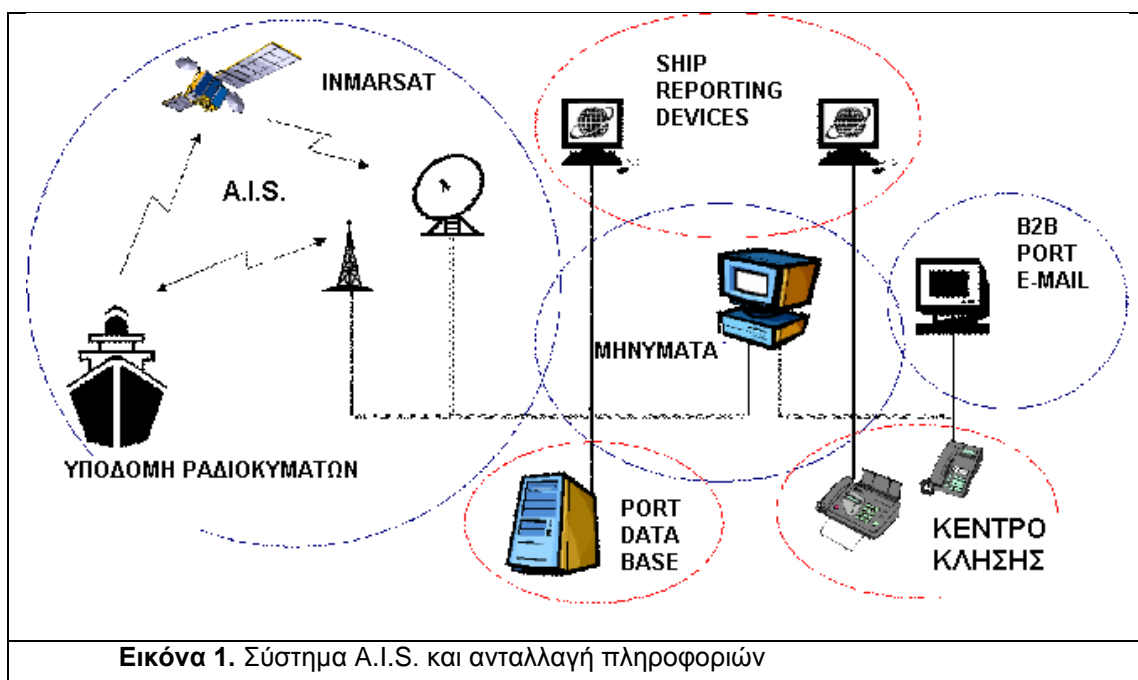 INMARSAT
A.I.S.
ΥΠΟΔΟΜΗ ΡΑΔΙΟΚΥΜΑΤΩΝ
SHIP
REPORTING
DEVICES
ΜΗΝΥΜΑΤΑ
B2B
PORT
E-MAIL
PORT
DATA
BASE
ΚΕΝΤΡΟ
ΚΛΗΣΗΣ
Εικόνα 1. Σύστημα A.I.S. και ανταλλαγή πληροφοριών